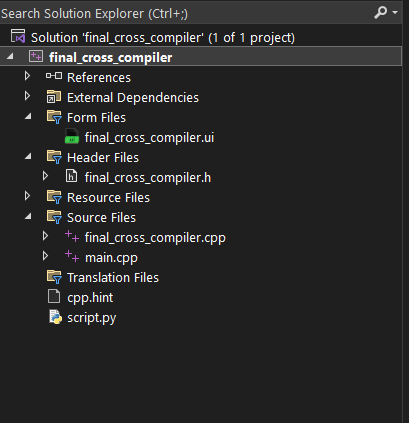 Search Solution Explorer (Ctrl+;)
Solution 'final_cross_compiler' (1 of 1 project)
final_cross_compiler
References
External Dependencies
Form Files
final_cross_compiler.ui
Header Files
final_cross_compiler.h
Resource Files
Source Files
final_cross_compiler.cpp
main.cpp
Translation Files
cpp.hint
script.py